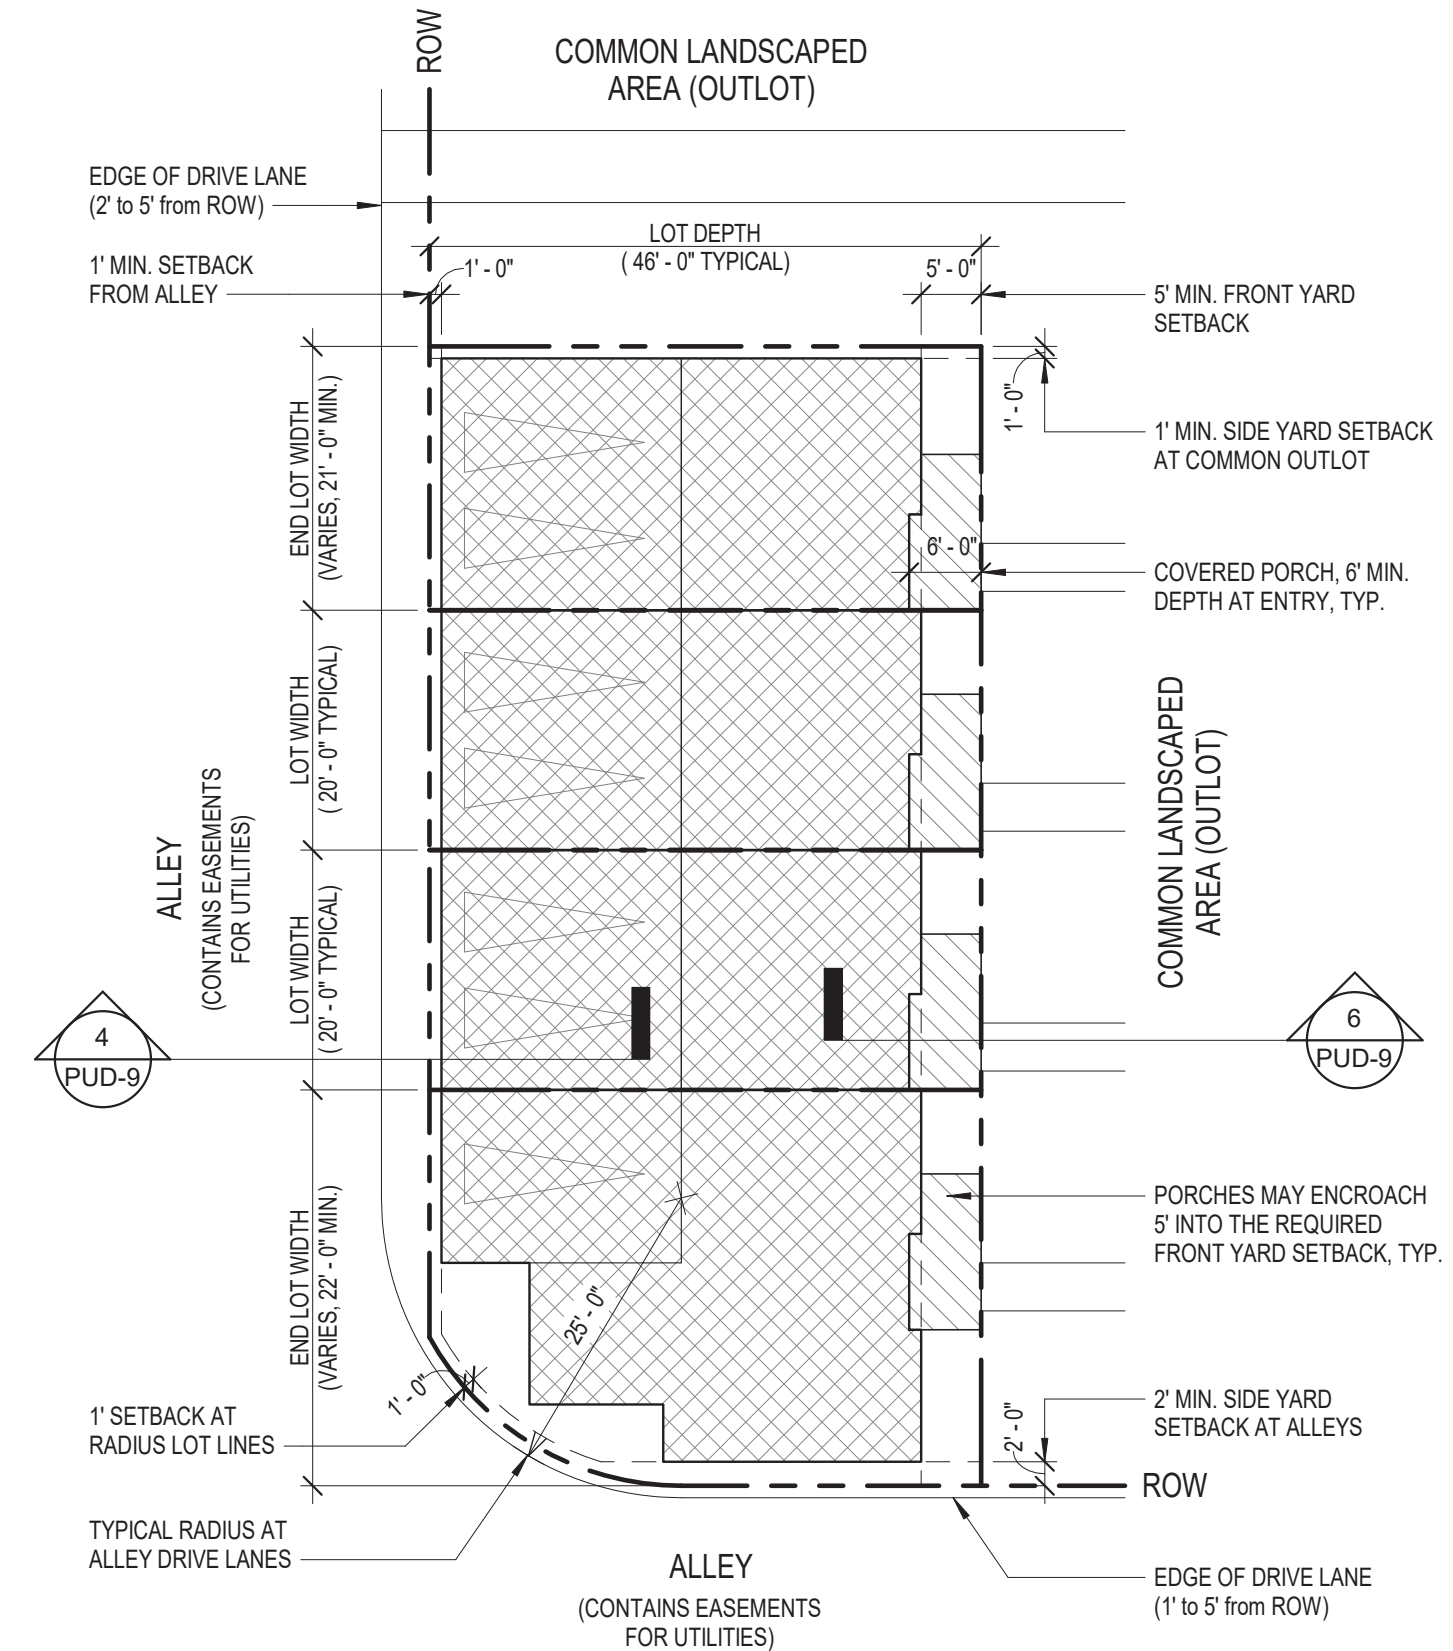 ROW
COMMON LANDSCAPED
AREA (OUTLOT)
EDGE OF DRIVE LANE
(2' to 5' from ROW)
LOT DEPTH
( 46' - 0" TYPICAL)
1' MIN. SETBACK
FROM ALLEY
1' - 0"
5' - 0"
5' MIN. FRONT YARD
SETBACK
END LOT WIDTH
(VARIES, 21' - 0" MIN.)
1' - 0"
1' MIN. SIDE YARD SETBACK
AT COMMON OUTLOT
6' - 0"
COVERED PORCH, 6' MIN.
DEPTH AT ENTRY, TYP.
LOT WIDTH
( 20' - 0" TYPICAL)
ALLEY
(CONTAINS EASEMENTS
FOR UTILITIES)
COMMON LANDSCAPED
AREA (OUTLOT)
LOT WIDTH
( 20' - 0" TYPICAL)
4
PUD-9
6
PUD-9
END LOT WIDTH
(VARIES, 22' - 0" MIN.)
PORCHES MAY ENCROACH
5' INTO THE REQUIRED
FRONT YARD SETBACK, TYP.
25' - 0"
1' - 0"
1' SETBACK AT
RADIUS LOT LINES
2' - 0"
2' MIN. SIDE YARD
SETBACK AT ALLEYS
ROW
TYPICAL RADIUS AT
ALLEY DRIVE LANES
ALLEY
(CONTAINS EASEMENTS
FOR UTILITIES)
EDGE OF DRIVE LANE
(1' to 5' from ROW)